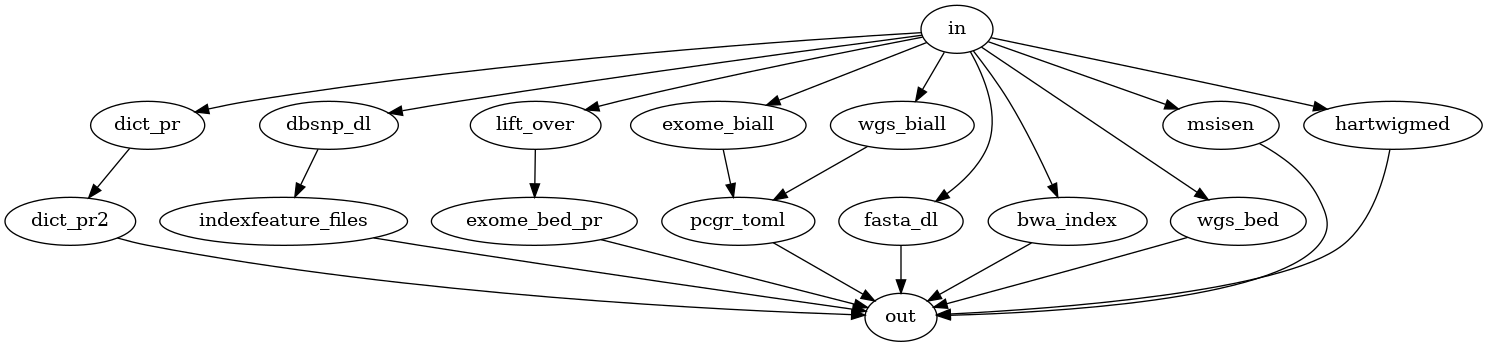 in
dict_pr
dbsnp_dl
lift_over
exome_biall
wgs_biall
msisen
hartwigmed
dict_pr2
indexfeature_files
exome_bed_pr
pcgr_toml
fasta_dl
bwa_index
wgs_bed
out